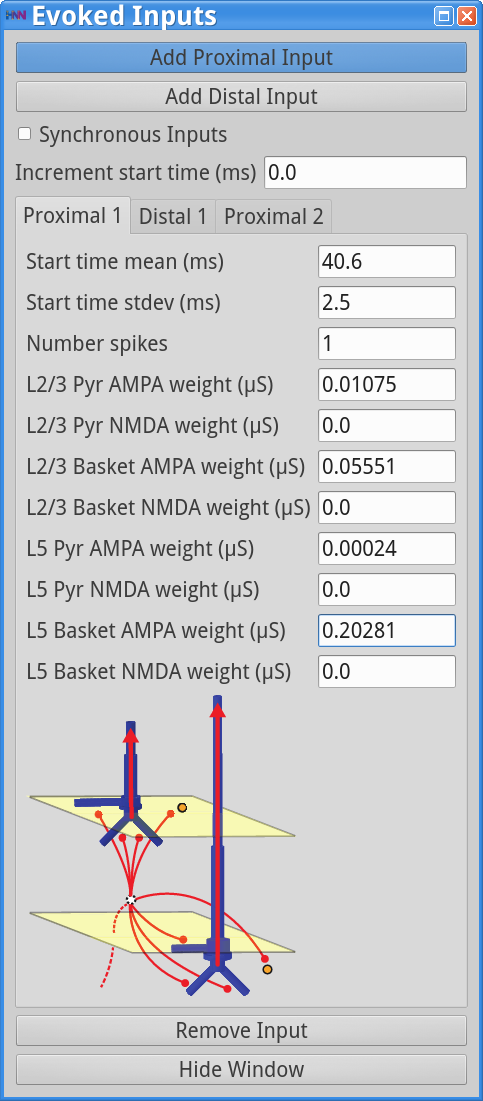 HNN Evoked Inputs
Add Proximal Input
Add Distal Input
Synchronous Inputs
Increment start time (ms) 0.0
Proximal 1 Distal 1 Proximal 2
Start time mean (ms) 40.6
Start time stdev (ms) 2.5
Number spikes 1
L2/3 Pyr AMPA weight (µS) 0.01075
L2/3 Pyr NMDA weight (µS) 0.0
L2/3 Basket AMPA weight (µS) 0.05551
L2/3 Basket NMDA weight (µS) 0.0
L5 Pyr AMPA weight (µS) 0.00024
L5 Pyr NMDA weight (µS) 0.0
L5 Basket AMPA weight (µS) 0.20281
L5 Basket NMDA weight (µS) 0.0
Remove Input
Hide Window